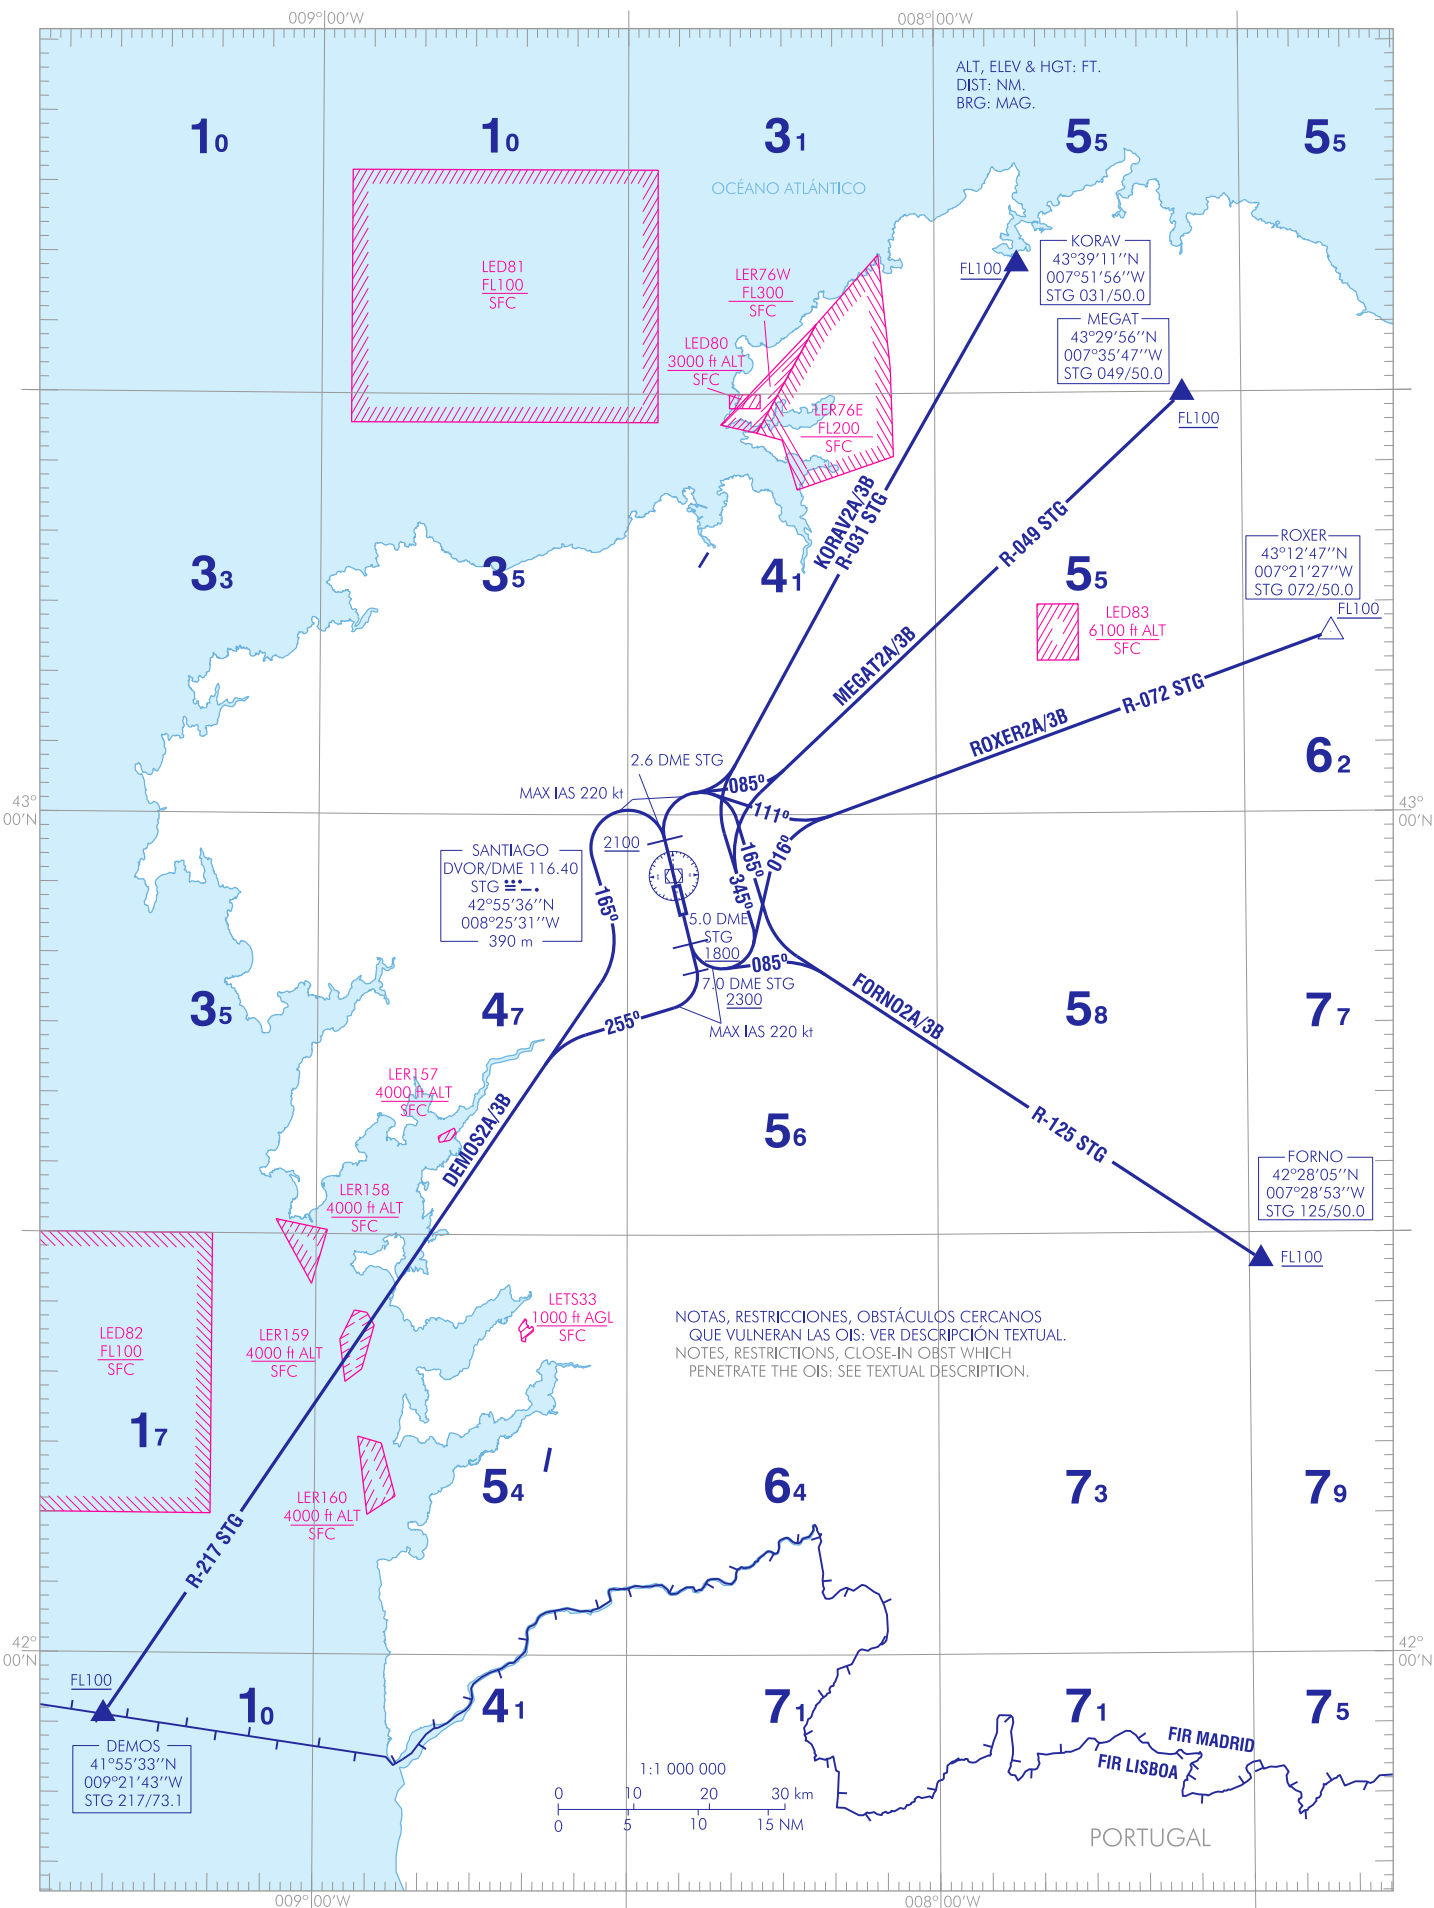 009°00'W
008°00'W
ALT, ELEV & HGT: FT.
DIST: NM.
BRG: MAG.
10
10
31
55
55
OCÉANO ATLÁNTICO
LED81
FL100
SFC
LER76W
FL300
SFC
LED80
3000 ft ALT
SFC
LER76E
FL200
SFC
FL100
KORAV
43°39'11''N
007°51'56''W
STG 031/50.0
MEGAT
43°29'56''N
007°35'47''W
STG 049/50.0
FL100
KORAV2A/3B
R-031 STG
R-049 STG
ROXER
43°12'47''N
007°21'27''W
STG 072/50.0
FL100
33
35
41
55
LED83
6100 ft ALT
SFC
MEGAT2A/3B
R-072 STG
ROXER2A/3B
62
2.6 DME STG
MAX IAS 220 kt
085º
111º
43°
00'N
43°
00'N
2100
165º
016º
345º
165º
SANTIAGO
DVOR/DME 116.40
STG
42°55'36''N
008°25'31''W
390 m
5.0 DME
STG
1800
085º
7.0 DME STG
2300
MAX IAS 220 kt
255º
FORNO2A/3B
35
47
58
77
LER157
4000 ft ALT
SFC
DEMOS2A/3B
56
R-125 STG
FORNO
42°28'05''N
007°28'53''W
STG 125/50.0
FL100
LER158
4000 ft ALT
SFC
LETS33
1000 ft AGL
SFC
LED82
FL100
SFC
LER159
4000 ft ALT
SFC
NOTAS, RESTRICCIONES, OBSTÁCULOS CERCANOS
QUE VULNERAN LAS OIS: VER DESCRIPCIÓN TEXTUAL.
NOTES, RESTRICTIONS, CLOSE-IN OBST WHICH
PENETRATE THE OIS: SEE TEXTUAL DESCRIPTION.
17
54
64
73
79
LER160
4000 ft ALT
SFC
R-217 STG
42°
00'N
42°
00'N
FL100
10
41
71
71
75
DEMOS
41°55'33''N
009°21'43''W
STG 217/73.1
FIR MADRID
FIR LISBOA
1:1 000 000
0 10 20 30 km
0 5 10 15 NM
PORTUGAL
009°00'W
008°00'W